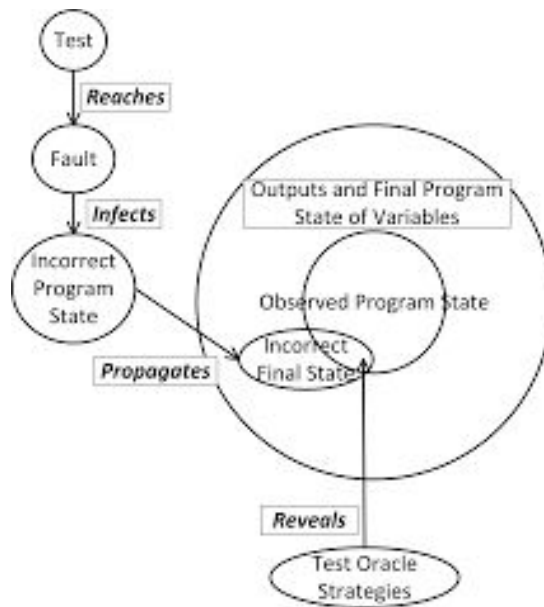 Test
Reaches
Fault
Infects
Incorrect
Program
State
Propagates
Outputs and Final Program
State of Variables
Observed Program State
Incorrect
Final State
Reveals
Test Oracle
Strategies